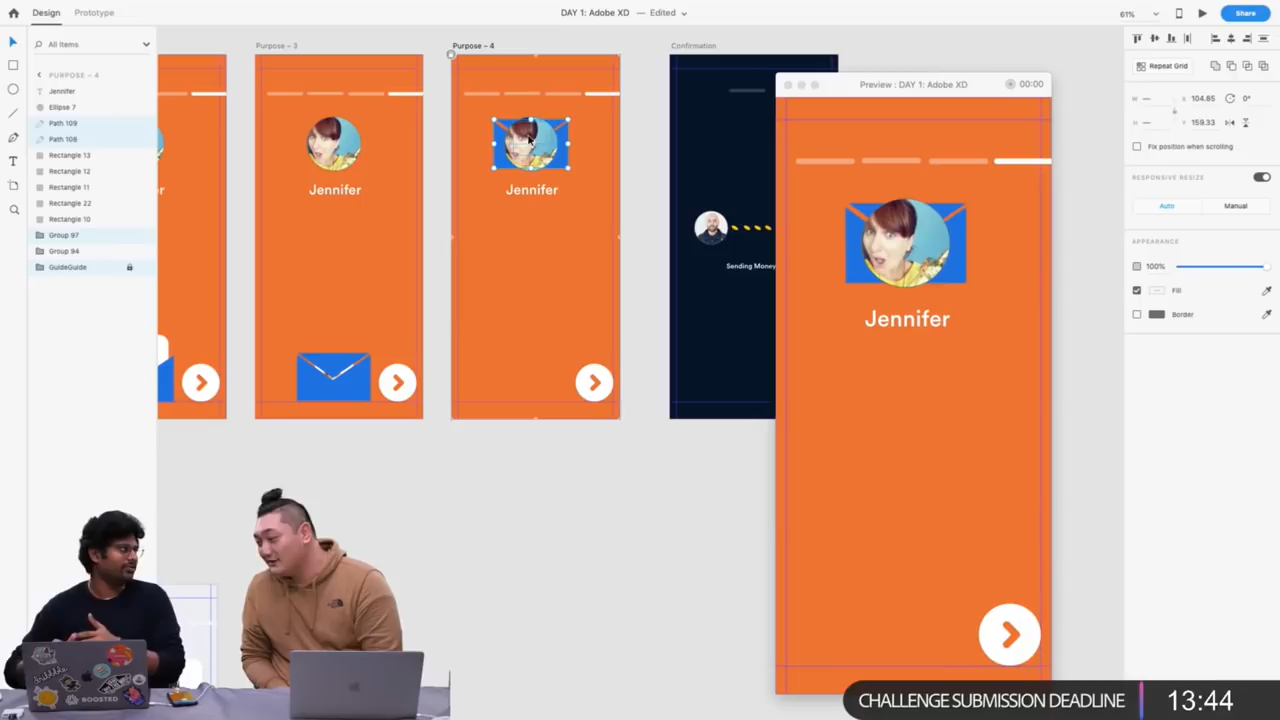 Design
Prototype
DAY 1: Adobe XD — Edited
61%
Share
All Items
PURPOSE – 4
Jennifer
Ellipse 7
Path 109
Path 108
Rectangle 13
Rectangle 12
Rectangle 11
Rectangle 22
Rectangle 10
Group 97
Group 94
GuideGuide
Purpose – 3
Jennifer
Purpose – 4
Jennifer
Confirmation
Sending Money
Preview : DAY 1: Adobe XD
00:00
Jennifer
Repeat Grid
W
X 104.85
0°
H
Y 159.33
Fix position when scrolling
RESPONSIVE RESIZE
Auto
Manual
APPEARANCE
100%
Fill
Border
BOOSTED
CHALLENGE SUBMISSION DEADLINE
13:44